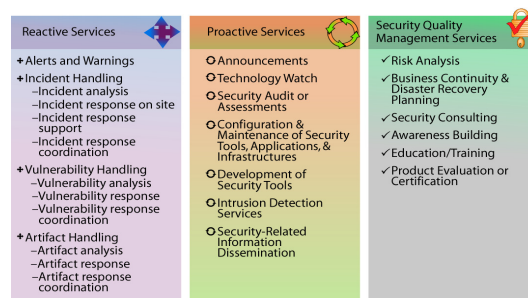 Reactive Services
+Alerts and Warnings
+Incident Handling
–Incident analysis
–Incident response on site
–Incident response
support
–Incident response
coordination
+Vulnerability Handling
–Vulnerability analysis
–Vulnerability response
–Vulnerability response
coordination
+Artifact Handling
–Artifact analysis
–Artifact response
–Artifact response
coordination
Proactive Services
Announcements
Technology Watch
Security Audit or
Assessments
Configuration &
Maintenance of Security
Tools, Applications, &
Infrastructures
Development of
Security Tools
Intrusion Detection
Services
Security-Related
Information
Dissemination
Security Quality
Management Services
✓Risk Analysis
✓Business Continuity &
Disaster Recovery
Planning
✓Security Consulting
✓Awareness Building
✓Education/Training
✓Product Evaluation or
Certification